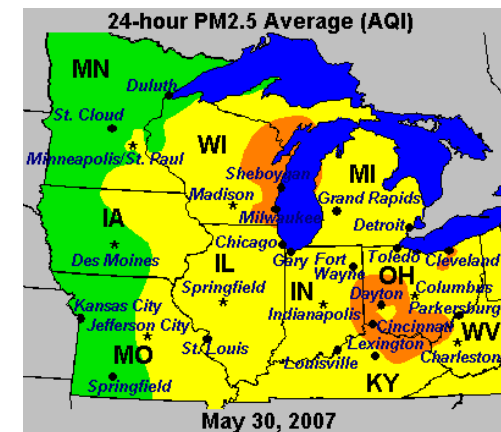 24-hour PM2.5 Average (AQI)
MN
Duluth
St. Cloud
Minneapolis/St. Paul
WI
Sheboygan
MI
Madison
Grand Rapids
Milwaukee
IA
Detroit
Chicago
Des Moines
Gary
Fort
Wayne
Toledo
Cleveland
IL
OH
Springfield
IN
Dayton
Columbus
Kansas City
Indianapolis
Parkersburg
Jefferson City
Cincinnati
WV
St. Louis
Lexington
MO
Louisville
Charleston
Springfield
KY
May 30, 2007